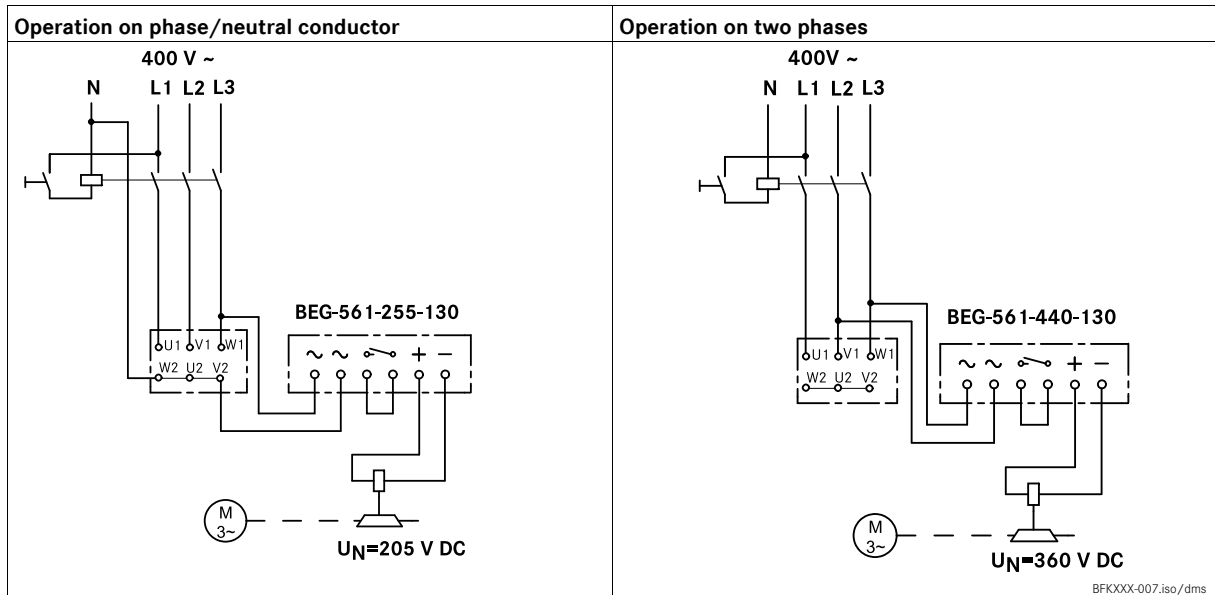 Operation on phase/neutral conductor
400 V ~
N L1 L2 L3
BEG-561-255-130
U1 V1 W1
W2 U2 V2
~ ~ + −
M
3~
UN=205 V DC
Operation on two phases
400V ~
N L1 L2 L3
BEG-561-440-130
U1 V1 W1
W2 U2 V2
~ ~ + −
M
3~
UN=360 V DC
BFKXXX-007.iso/dms